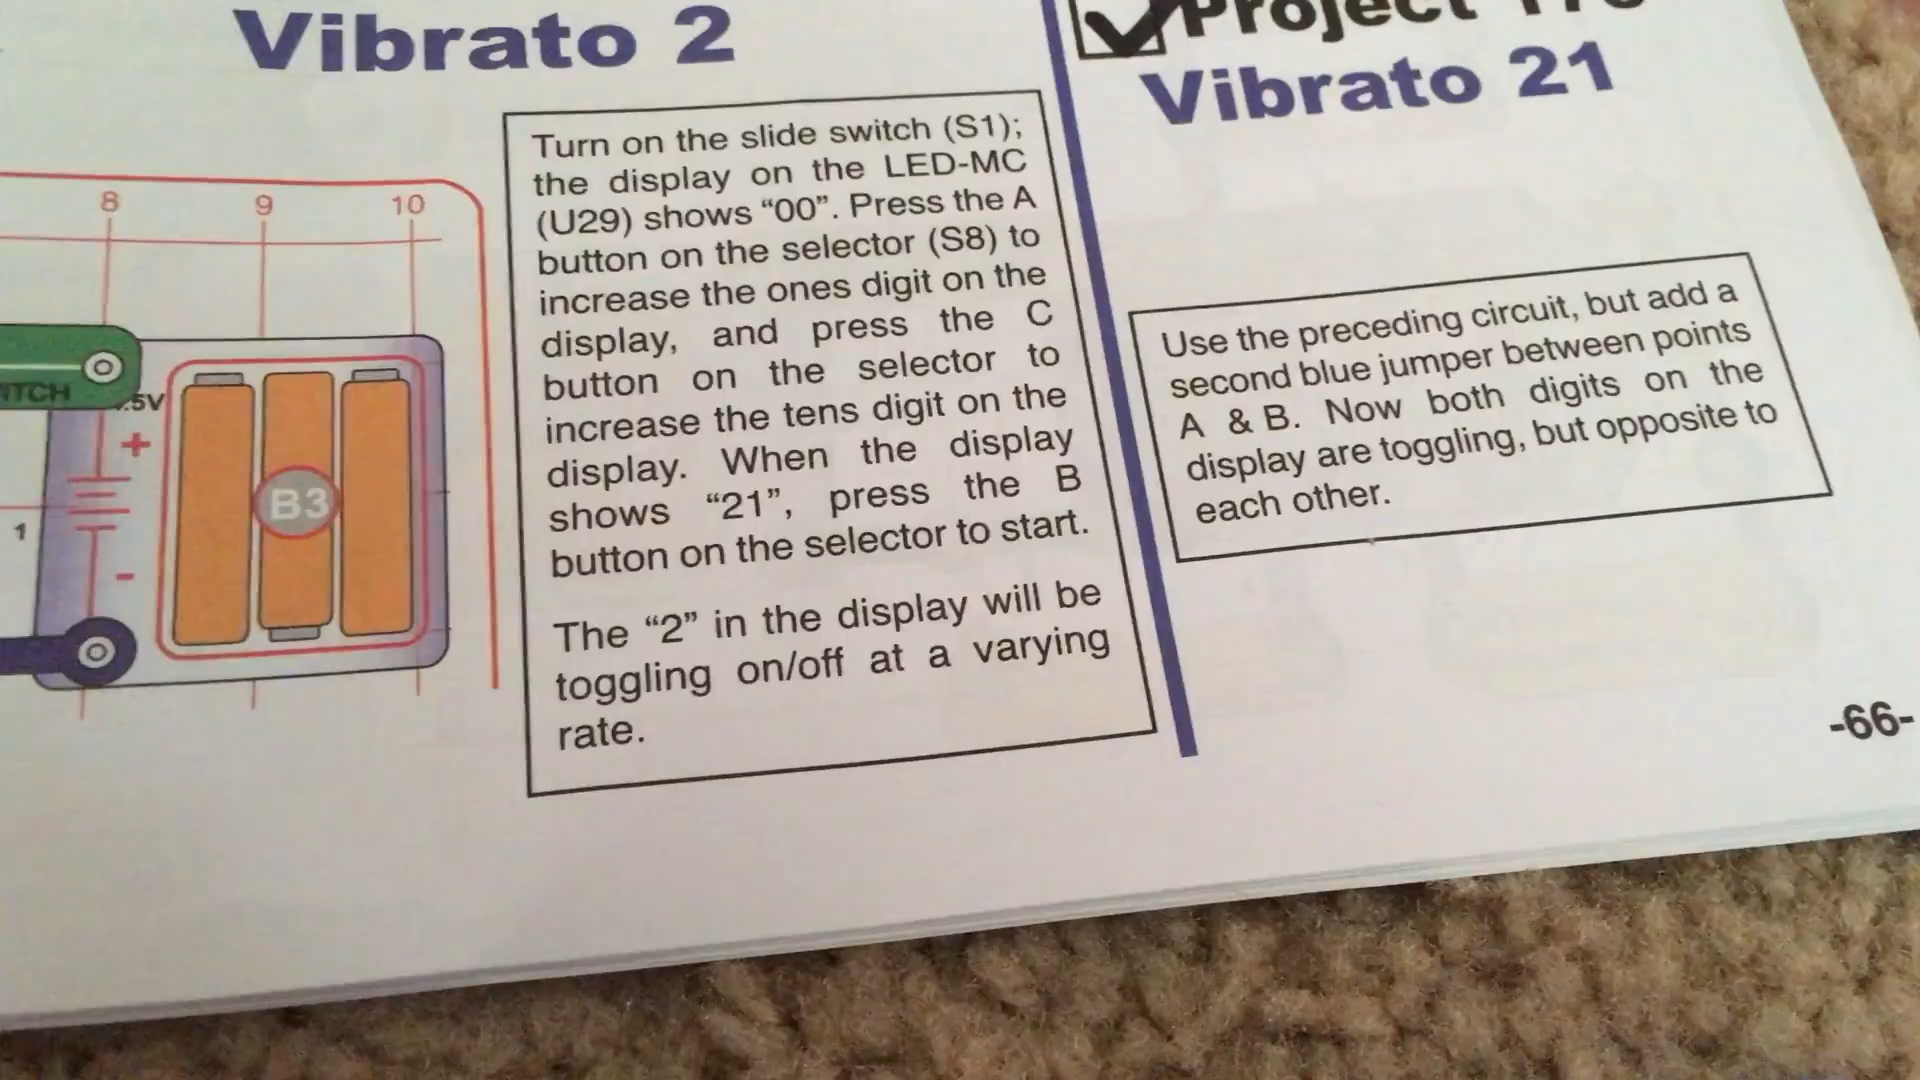 Vibrato 2
8 9 10
.5V
+
B3
1
-
Turn on the slide switch (S1);
the display on the LED-MC
(U29) shows “00”. Press the A
button on the selector (S8) to
increase the ones digit on the
display, and press the C
button on the selector to
increase the tens digit on the
display. When the display
shows “21”, press the B
button on the selector to start.
The “2” in the display will be
toggling on/off at a varying
rate.
Project
Vibrato 21
Use the preceding circuit, but add a
second blue jumper between points
A & B. Now both digits on the
display are toggling, but opposite to
each other.
-66-